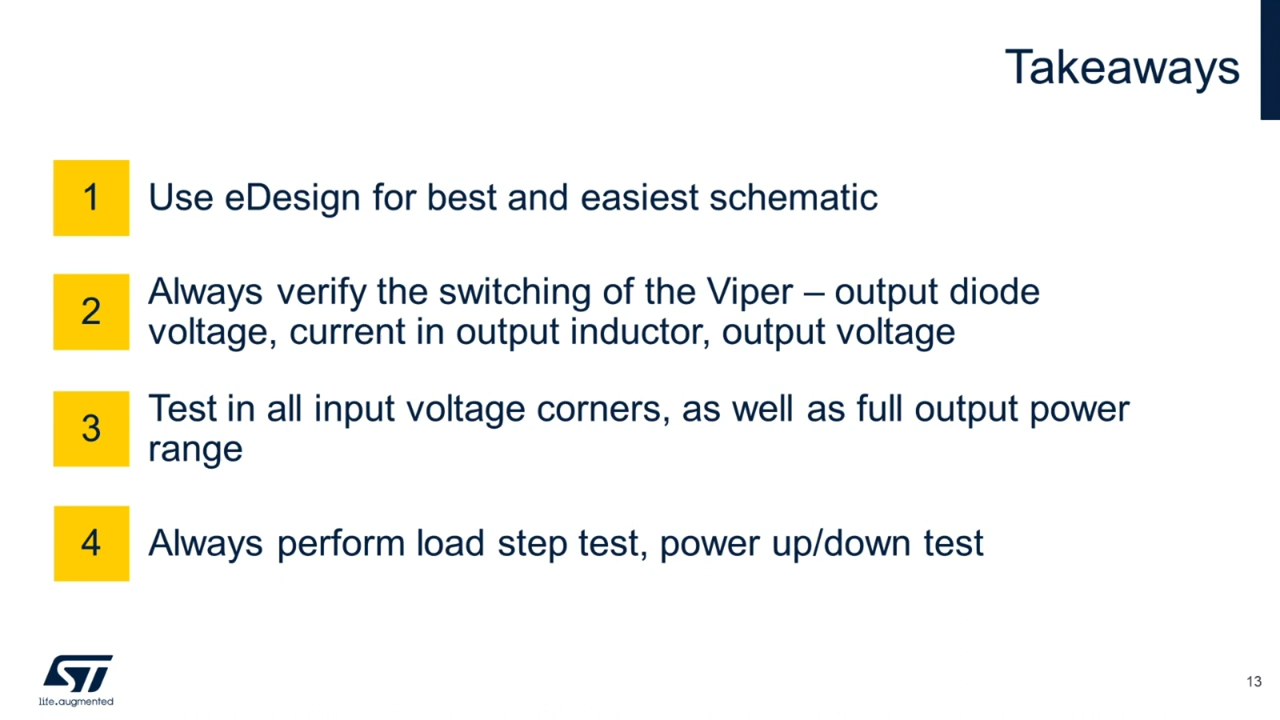 Takeaways
1
Use eDesign for best and easiest schematic
2
Always verify the switching of the Viper – output diode
voltage, current in output inductor, output voltage
3
Test in all input voltage corners, as well as full output power
range
4
Always perform load step test, power up/down test
ST
life.augmented
13